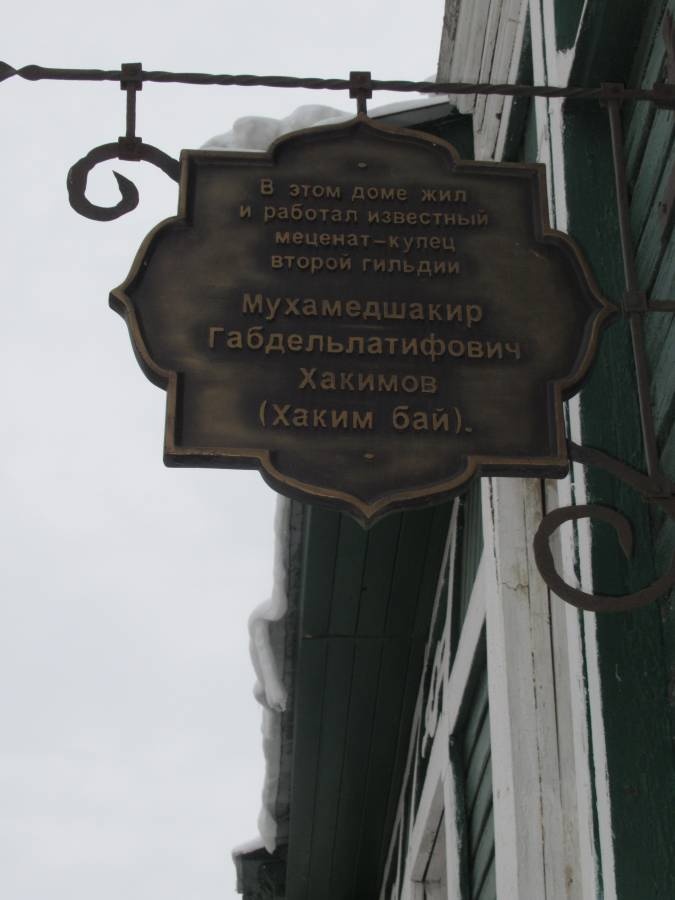 В этом доме жил
и работал известный
меценат-купец
второй гильдии
Мухамедшакир
Габдельлатифович
Хакимов
(Хаким бай).